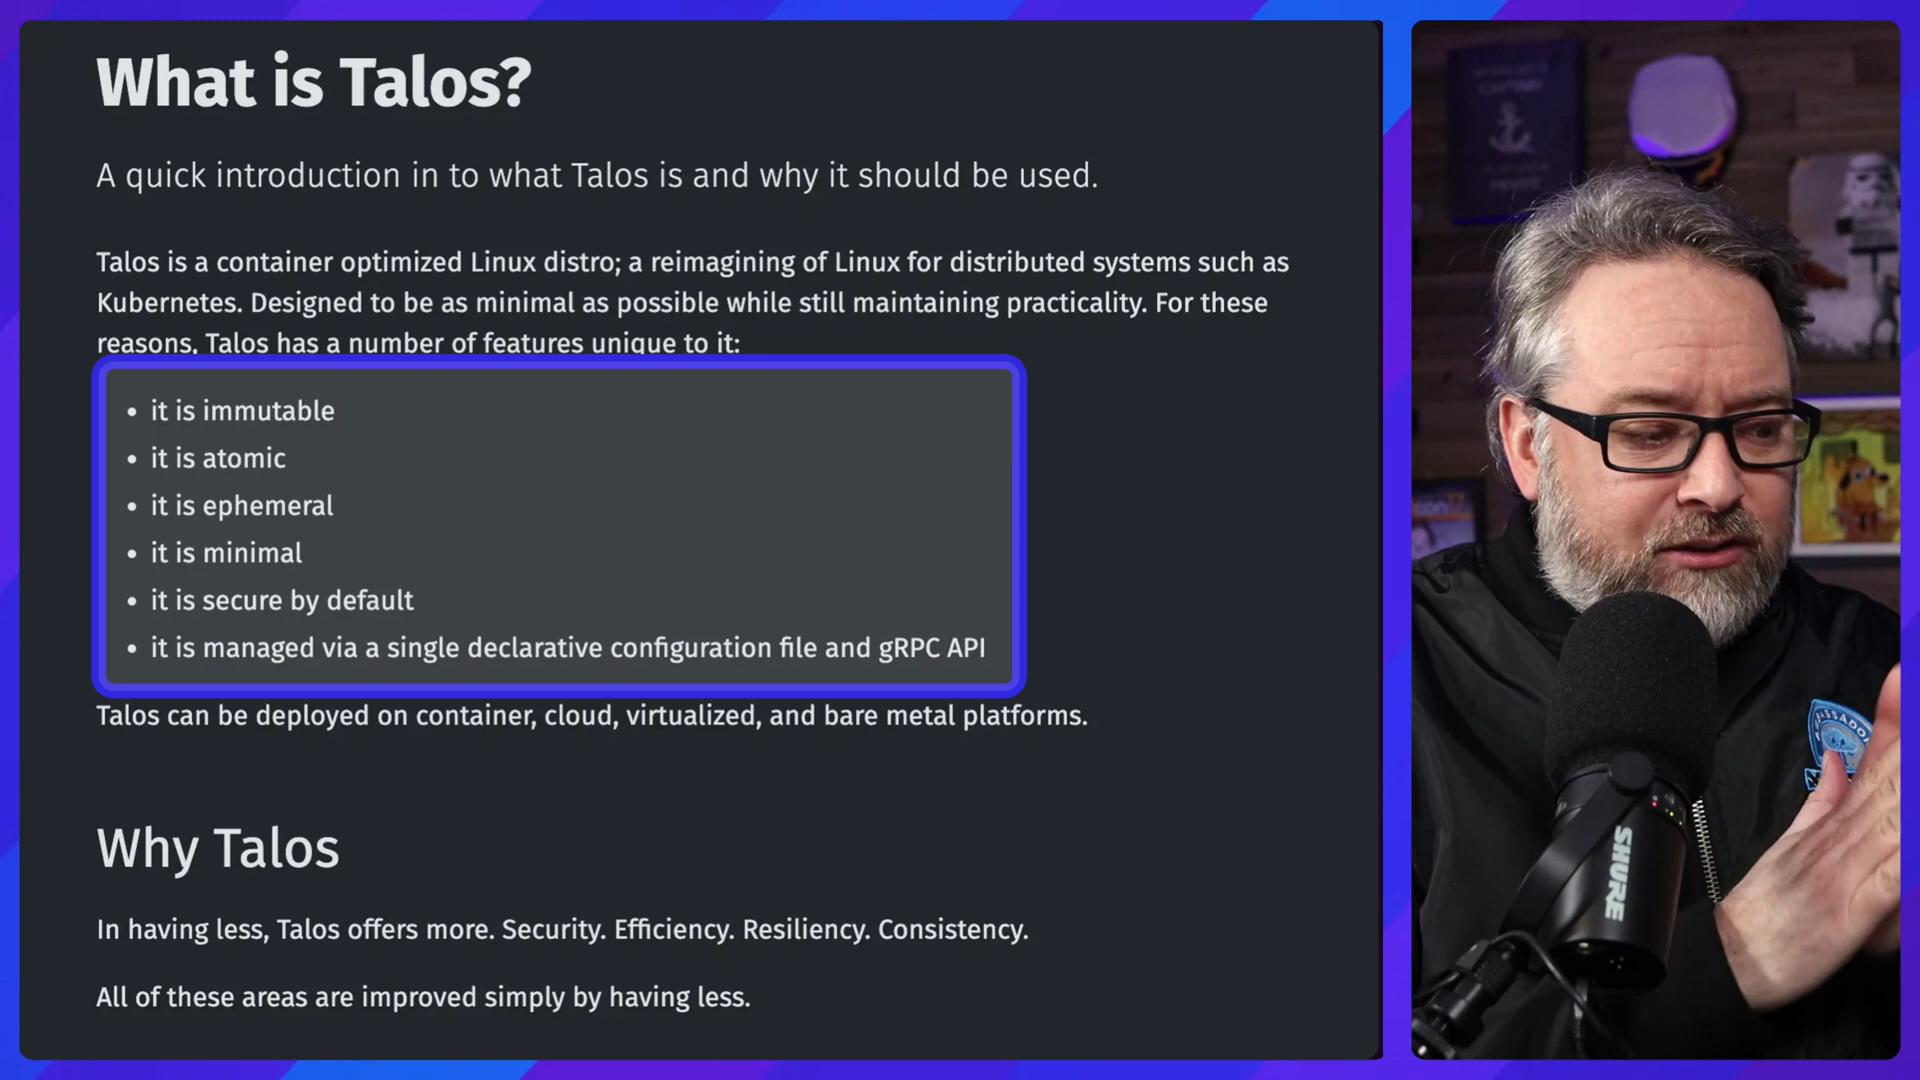 What is Talos?
A quick introduction in to what Talos is and why it should be used.
Talos is a container optimized Linux distro; a reimagining of Linux for distributed systems such as
Kubernetes. Designed to be as minimal as possible while still maintaining practicality. For these
reasons, Talos has a number of features unique to it:
• it is immutable
• it is atomic
• it is ephemeral
• it is minimal
• it is secure by default
• it is managed via a single declarative configuration file and gRPC API
Talos can be deployed on container, cloud, virtualized, and bare metal platforms.
Why Talos
In having less, Talos offers more. Security. Efficiency. Resiliency. Consistency.
All of these areas are improved simply by having less.
CAPTAIN
SHURE